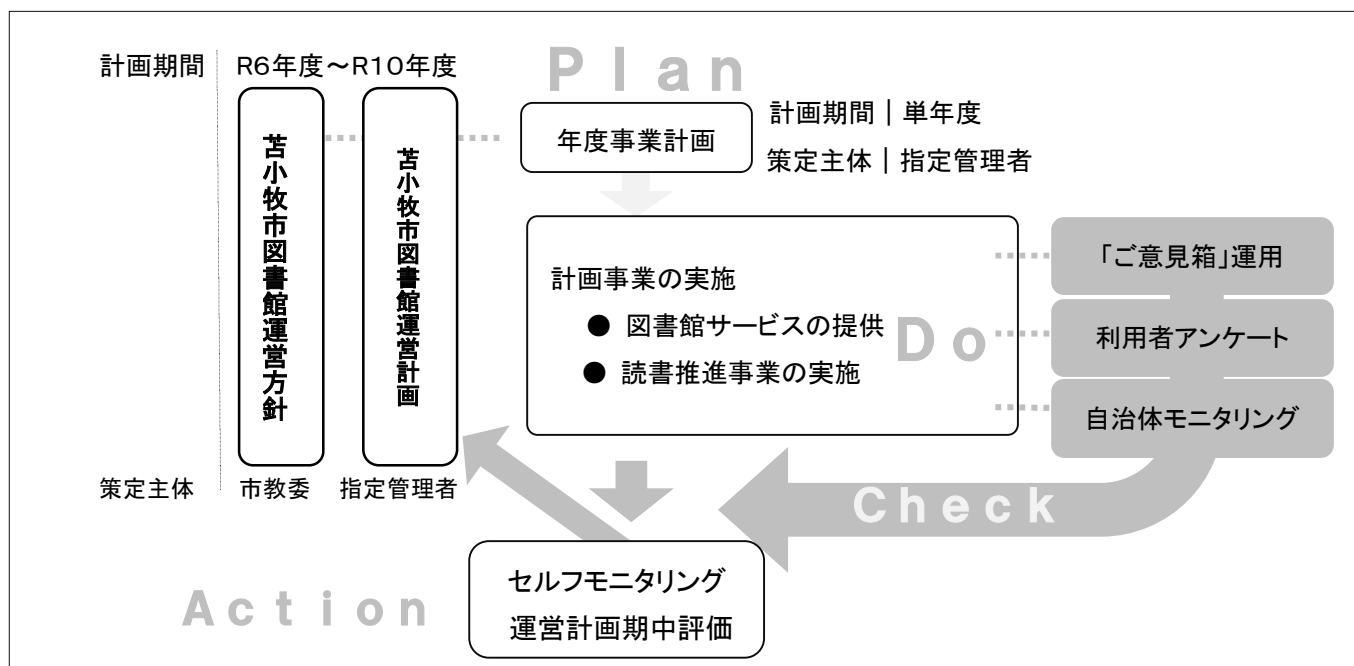 計画期間 R6年度～R10年度
苫小牧市図書館運営方針
苫小牧市図書館運営計画
策定主体 市教委 指定管理者
Plan
年度事業計画
計画期間｜単年度
策定主体｜指定管理者
計画事業の実施
● 図書館サービスの提供
● 読書推進事業の実施
Do
「ご意見箱」運用
利用者アンケート
自治体モニタリング
Check
Action
セルフモニタリング
運営計画期中評価